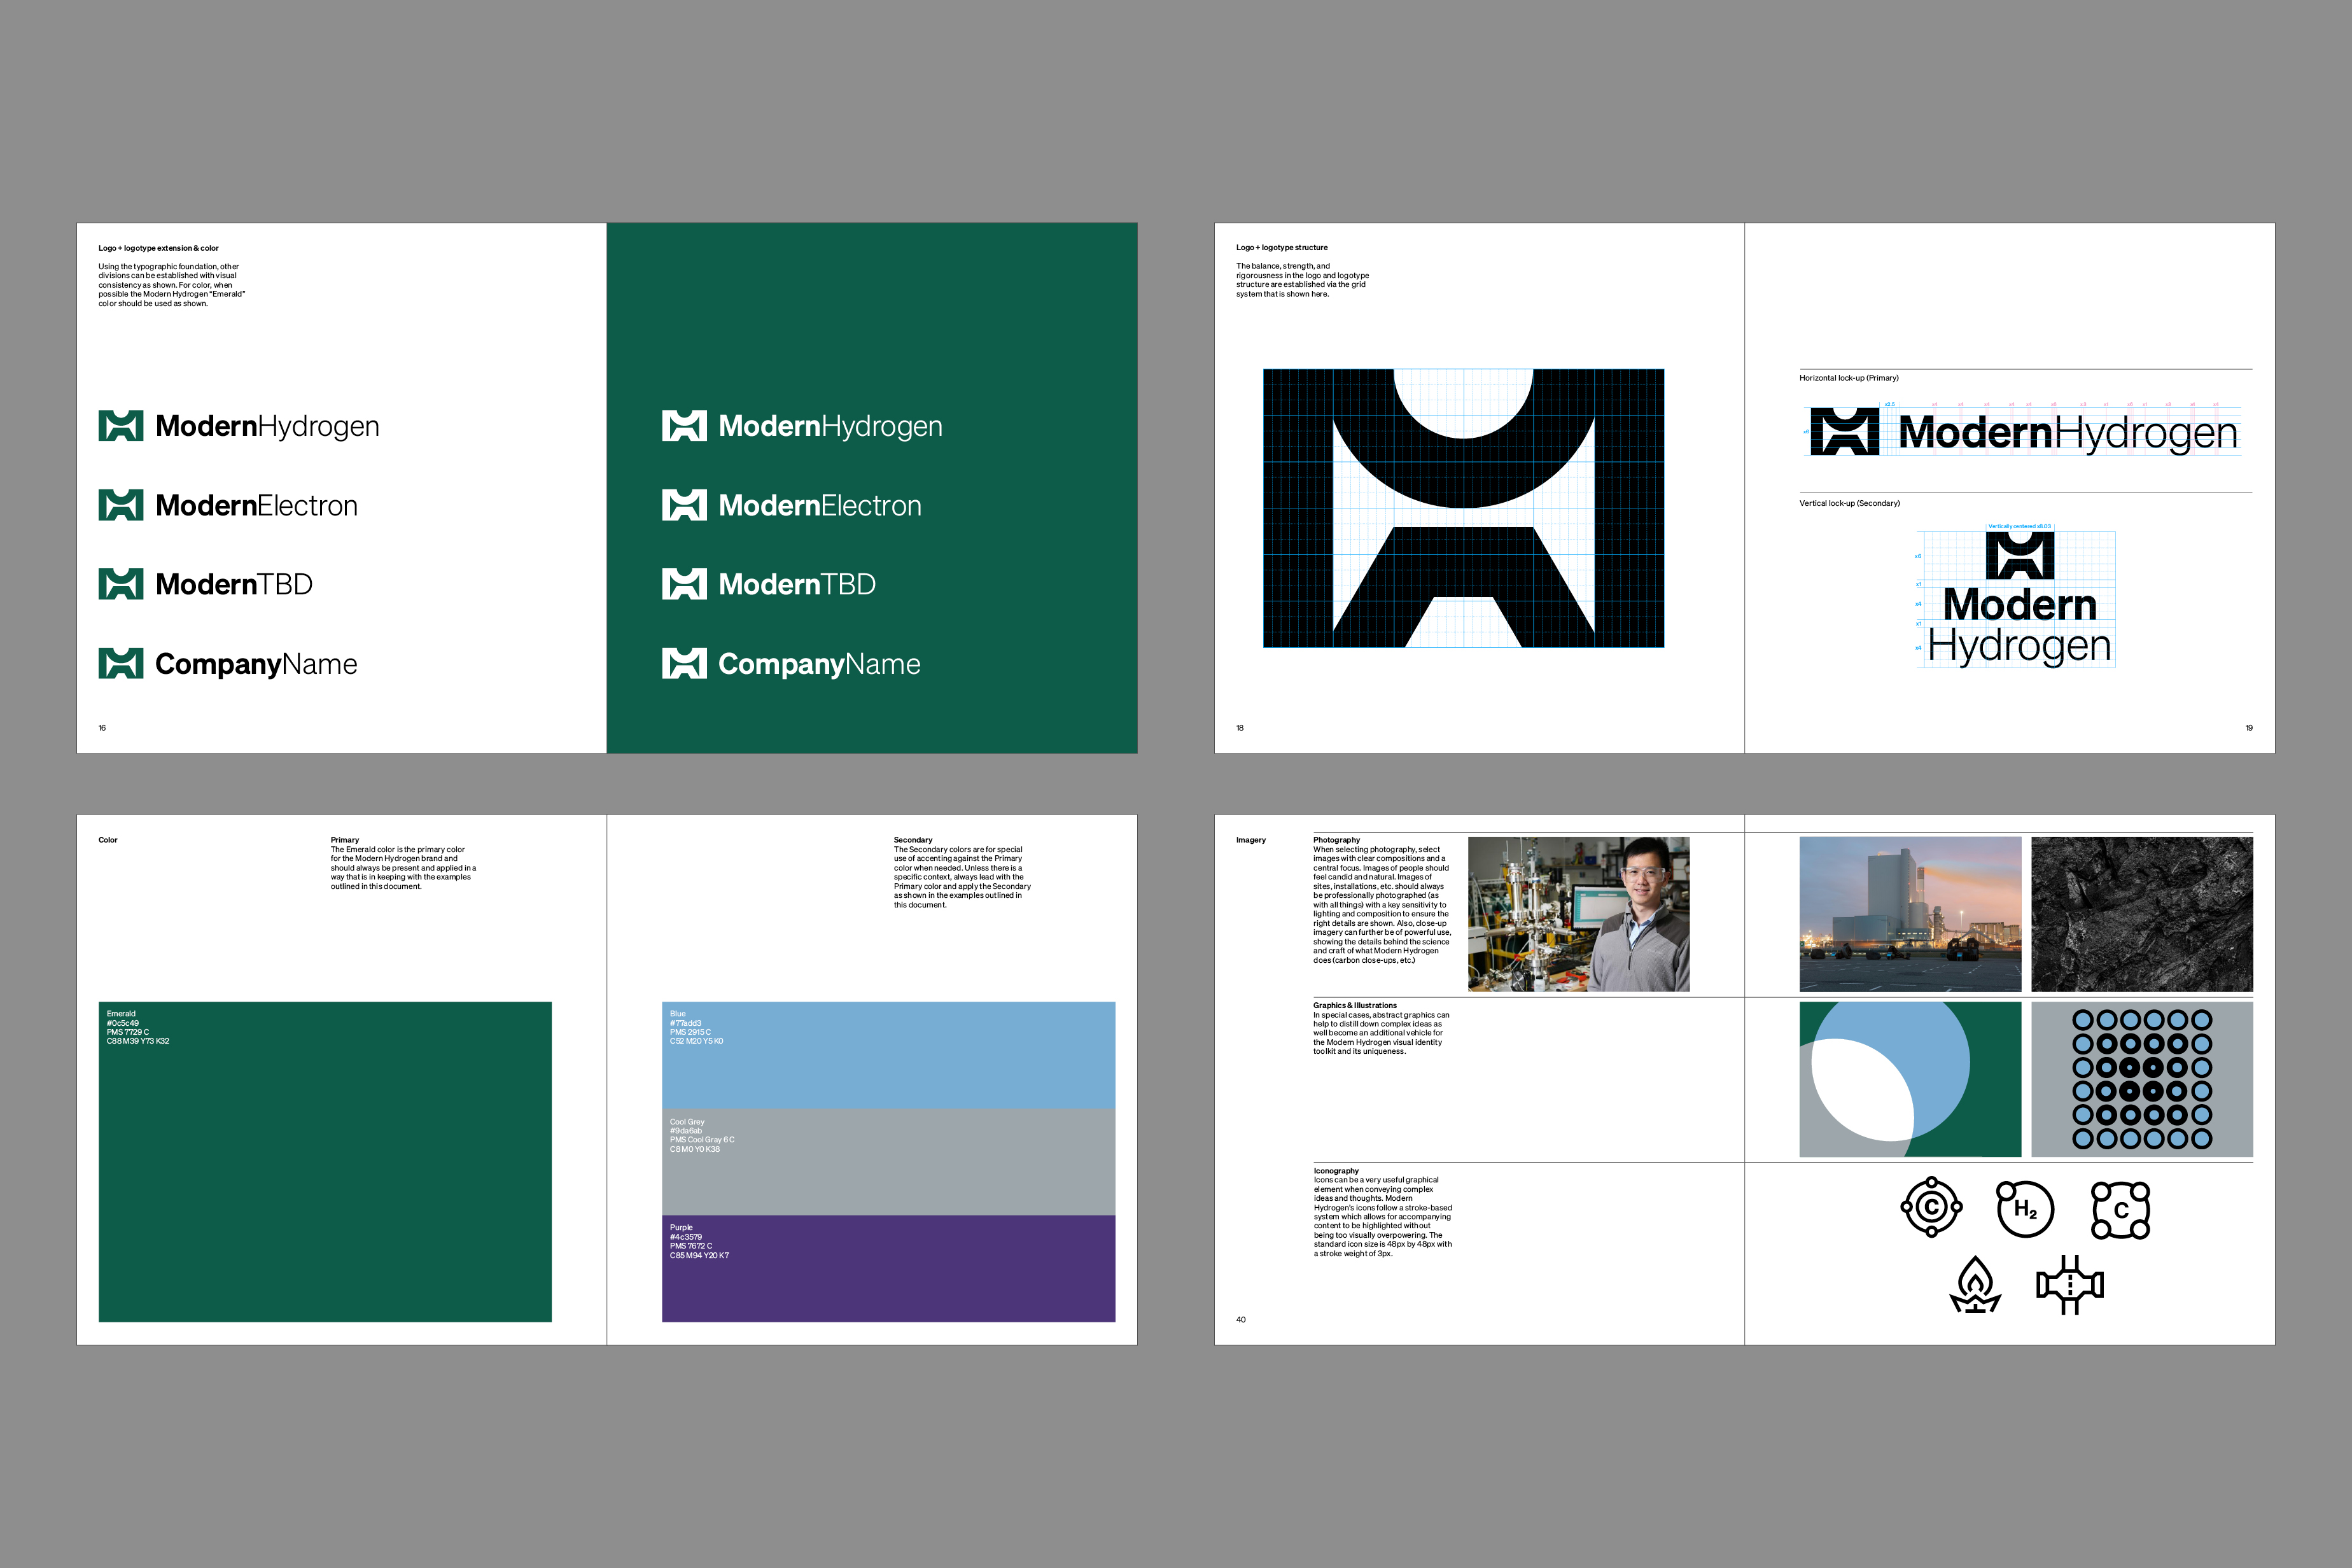 Logo + logotype extension & color
Using the typographic foundation, other
divisions can be established with visual
consistency as shown. For color, when
possible the Modern Hydrogen “Emerald”
color should be used as shown.
ModernHydrogen
ModernElectron
ModernTBD
CompanyName
16
ModernHydrogen
ModernElectron
ModernTBD
CompanyName
Logo + logotype structure
The balance, strength, and
rigorousness in the logo and logotype
structure are established via the grid
system that is shown here.
18
Horizontal lock-up (Primary)
x2.5
x6
ModernHydrogen
Vertical lock-up (Secondary)
Vertically centered x8.03
x6
x1
x4
x1
x4
Modern
Hydrogen
19
Color
Primary
The Emerald color is the primary color
for the Modern Hydrogen brand and
should always be present and applied in a
way that is in keeping with the examples
outlined in this document.
Emerald
#0c5c49
PMS 7729 C
C88 M39 Y73 K32
Secondary
The Secondary colors are for special
use of accenting against the Primary
color when needed. Unless there is a
specific context, always lead with the
Primary color and apply the Secondary
as shown in the examples outlined in
this document.
Blue
#77add3
PMS 2915 C
C52 M20 Y5 K0
Cool Grey
#9da6ab
PMS Cool Gray 6 C
C8 M0 Y0 K38
Purple
#4c3579
PMS 7672 C
C85 M94 Y20 K7
Imagery
Photography
When selecting photography, select
images with clear compositions and a
central focus. Images of people should
feel candid and natural. Images of
sites, installations, etc. should always
be professionally photographed (as
with all things) with a key sensitivity to
lighting and composition to ensure the
right details are shown. Also, close-up
imagery can further be of powerful use,
showing the details behind the science
and craft of what Modern Hydrogen
does (carbon close-ups, etc.)
Graphics & Illustrations
In special cases, abstract graphics can
help to distill down complex ideas as
well become an additional vehicle for
the Modern Hydrogen visual identity
toolkit and its uniqueness.
Iconography
Icons can be a very useful graphical
element when conveying complex
ideas and thoughts. Modern
Hydrogen's icons follow a stroke-based
system which allows for accompanying
content to be highlighted without
being too visually overpowering. The
standard icon size is 48px by 48px with
a stroke weight of 3px.
C
H₂
C
40